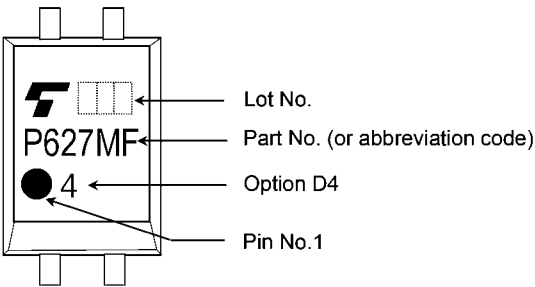 Lot No.
P627MF Part No. (or abbreviation code)
4 Option D4
Pin No.1